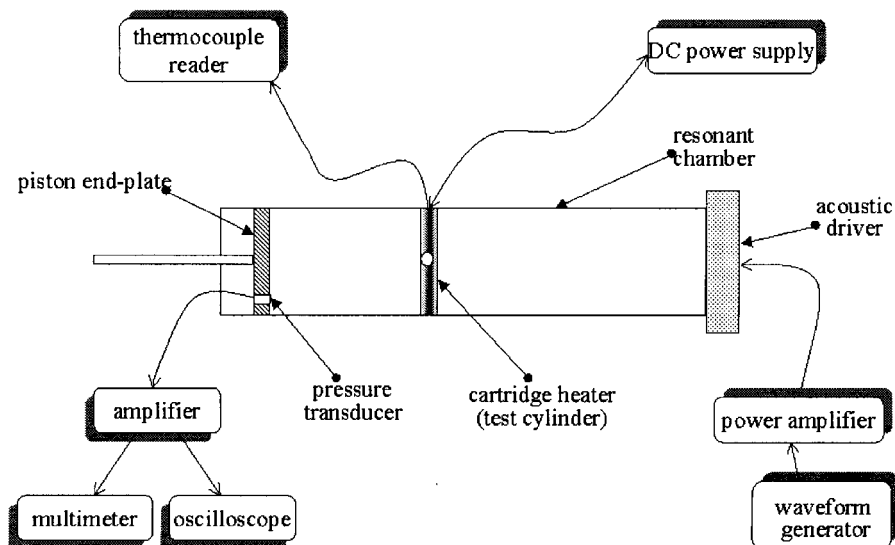 thermocouple
reader
DC power supply
resonant
chamber
piston end-plate
acoustic
driver
pressure
transducer
cartridge heater
(test cylinder)
amplifier
power amplifier
multimeter
oscilloscope
waveform
generator